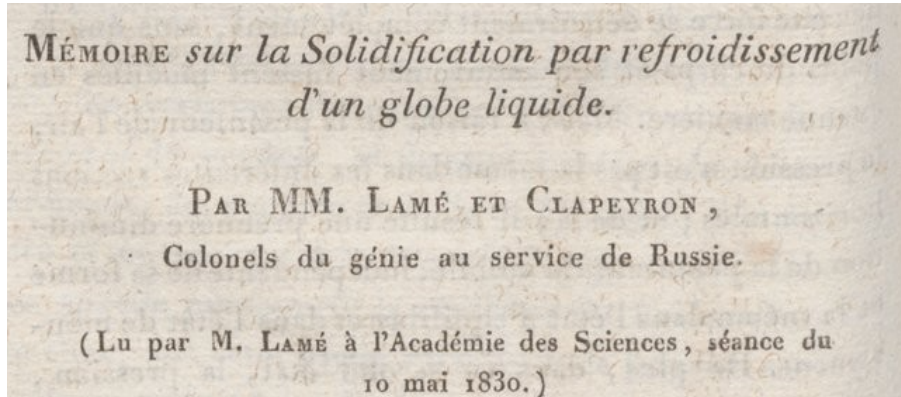 MÉMOIRE sur la Solidification par refroidissement
d'un globe liquide.
PAR MM. LAMÉ ET CLAPEYRON,
Colonels du génie au service de Russie.
(Lu par M. LAMÉ à l'Académie des Sciences, séance du
10 mai 1830.)